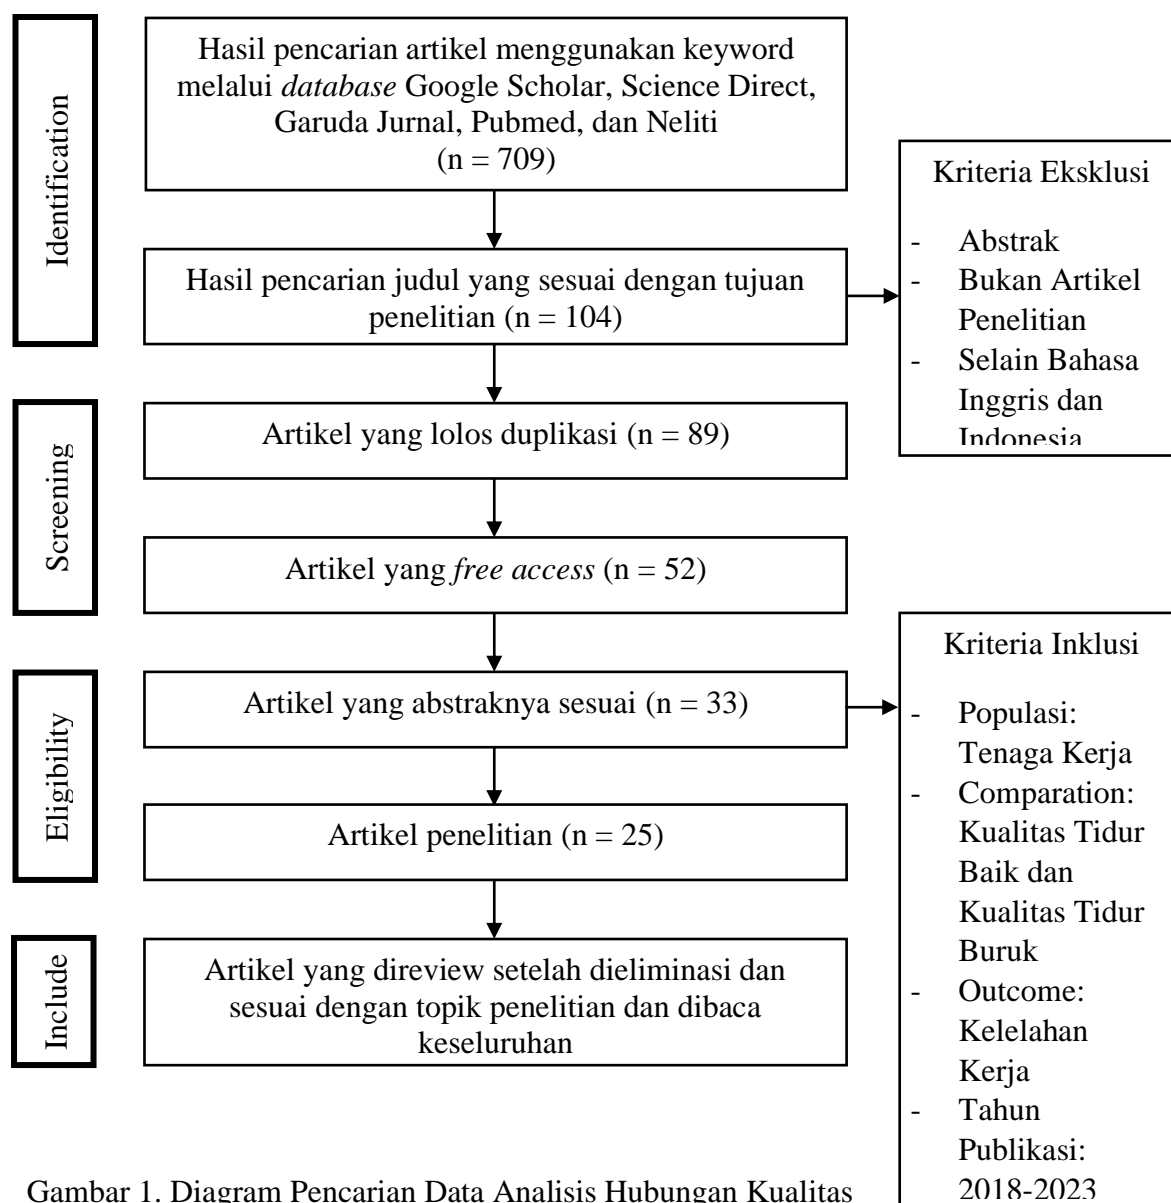 Identification
Hasil pencarian artikel menggunakan keyword
melalui database Google Scholar, Science Direct,
Garuda Jurnal, Pubmed, dan Neliti
(n = 709)
Hasil pencarian judul yang sesuai dengan tujuan
penelitian (n = 104)
Kriteria Eksklusi
- Abstrak
- Bukan Artikel
Penelitian
- Selain Bahasa
Inggris dan
Indonesia
Screening
Artikel yang lolos duplikasi (n = 89)
Artikel yang free access (n = 52)
Eligibility
Artikel yang abstraknya sesuai (n = 33)
Artikel penelitian (n = 25)
Kriteria Inklusi
- Populasi:
Tenaga Kerja
- Comparation:
Kualitas Tidur
Baik dan
Kualitas Tidur
Buruk
- Outcome:
Kelelahan
Kerja
- Tahun
Publikasi:
2018-2023
Include
Artikel yang direview setelah dieliminasi dan
sesuai dengan topik penelitian dan dibaca
keseluruhan
Gambar 1. Diagram Pencarian Data Analisis Hubungan Kualitas